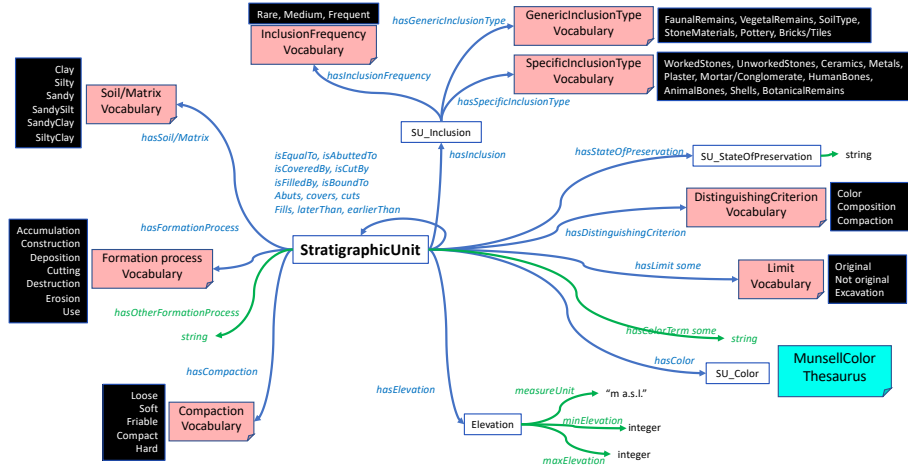 Rare, Medium, Frequent
InclusionFrequency
Vocabulary
hasGenericInclusionType
GenericInclusionType
Vocabulary
FaunalRemains, VegetalRemains, SoilType,
StoneMaterials, Pottery, Bricks/Tiles
hasInclusionFrequency
SpecificInclusionType
Vocabulary
WorkedStones, UnworkedStones, Ceramics, Metals,
Plaster, Mortar/Conglomerate, HumanBones,
AnimalBones, Shells, BotanicalRemains
hasSpecificInclusionType
Clay
Silty
Sandy
SandySilt
SandyClay
SiltyClay
Soil/Matrix
Vocabulary
hasSoil/Matrix
SU_Inclusion
hasInclusion
isEqualTo, isAbuttedTo
isCoveredBy, isCutBy
isFilledBy, isBoundTo
Abuts, covers, cuts
Fills, laterThan, earlierThan
hasStateOfPreservation
SU_StateOfPreservation
string
DistinguishingCriterion
Vocabulary
Color
Composition
Compaction
hasDistinguishingCriterion
StratigraphicUnit
hasFormationProcess
Accumulation
Construction
Deposition
Cutting
Destruction
Erosion
Use
Formation process
Vocabulary
hasOtherFormationProcess
string
hasLimit some
Limit
Vocabulary
Original
Not original
Excavation
hasColorTerm some
string
hasColor
SU_Color
MunsellColor
Thesaurus
hasCompaction
Loose
Soft
Friable
Compact
Hard
Compaction
Vocabulary
hasElevation
Elevation
measureUnit
“m a.s.l.”
minElevation
integer
maxElevation
integer